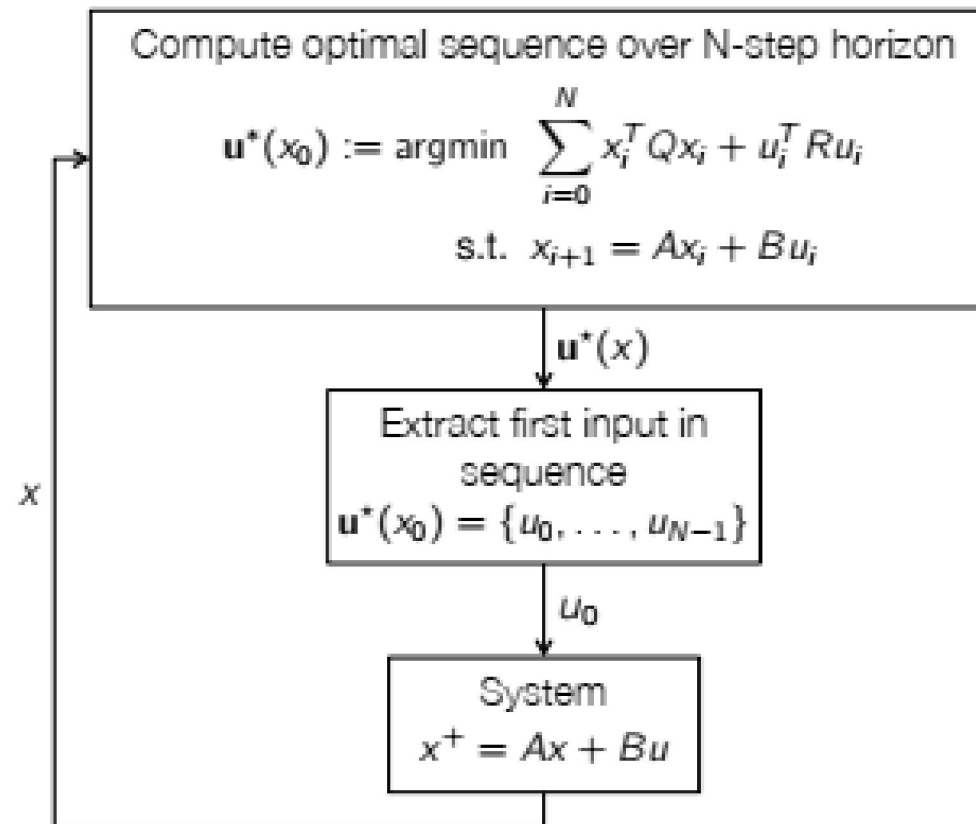 Compute optimal sequence over N-step horizon
𝐮*(x₀) := argmin ∑_{i=0}^{N} x_i^T Q x_i + u_i^T R u_i
s.t. x_{i+1} = Ax_i + Bu_i
𝐮*(x)
Extract first input in
sequence
𝐮*(x₀) = {u₀, . . . , u_{N−1}}
x
u₀
System
x⁺ = Ax + Bu